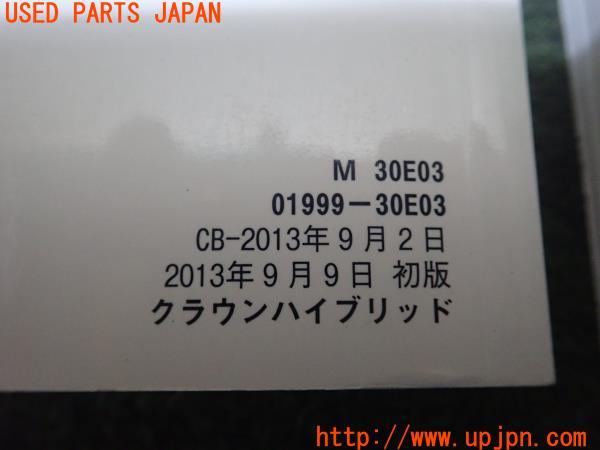 USED PARTS JAPAN
M 30E03
01999-30E03
CB-2013年9月2日
2013年9月9日 初版
クラウンハイブリッド
http://www.upjpn.com/